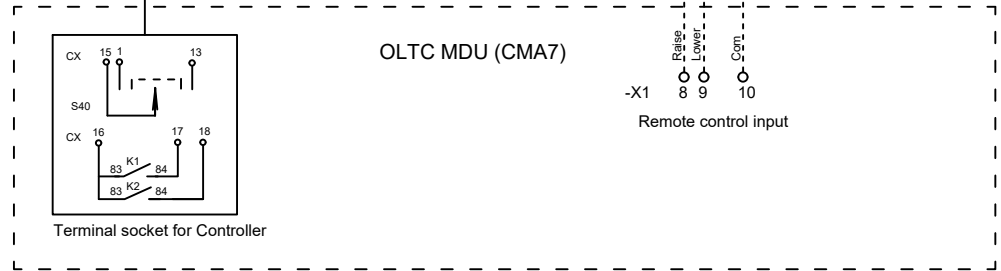 OLTC MDU (CMA7)
Raise
Lower
Com
CX 15 1 13
S40
CX 16 17 18
83 K1 84
83 K2 84
Terminal socket for Controller
-X1 8 9 10
Remote control input